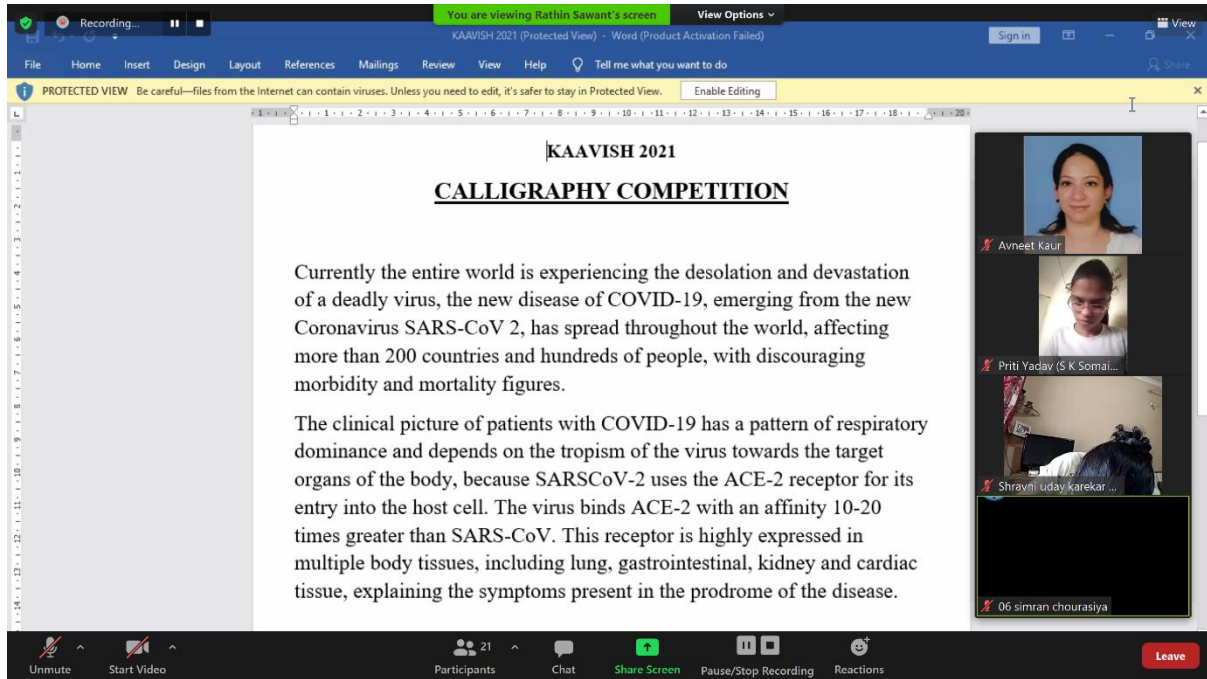 Recording...
You are viewing Rathin Sawant's screen
View Options
View
KAAVISH 2021 (Protected View) - Word (Product Activation Failed)
Sign in
File Home Insert Design Layout References Mailings Review View Help Tell me what you want to do Share
PROTECTED VIEW Be careful—files from the Internet can contain viruses. Unless you need to edit, it's safer to stay in Protected View. Enable Editing
KAAVISH 2021
CALLIGRAPHY COMPETITION
Currently the entire world is experiencing the desolation and devastation
of a deadly virus, the new disease of COVID-19, emerging from the new
Coronavirus SARS-CoV 2, has spread throughout the world, affecting
more than 200 countries and hundreds of people, with discouraging
morbidity and mortality figures.
The clinical picture of patients with COVID-19 has a pattern of respiratory
dominance and depends on the tropism of the virus towards the target
organs of the body, because SARSCoV-2 uses the ACE-2 receptor for its
entry into the host cell. The virus binds ACE-2 with an affinity 10-20
times greater than SARS-CoV. This receptor is highly expressed in
multiple body tissues, including lung, gastrointestinal, kidney and cardiac
tissue, explaining the symptoms present in the prodrome of the disease.
Avneet Kaur
Priti Yadav (S K Somai...
Shravni uday karekar ...
06 simran chourasiya
Unmute Start Video Participants 21 Chat Share Screen Pause/Stop Recording Reactions Leave